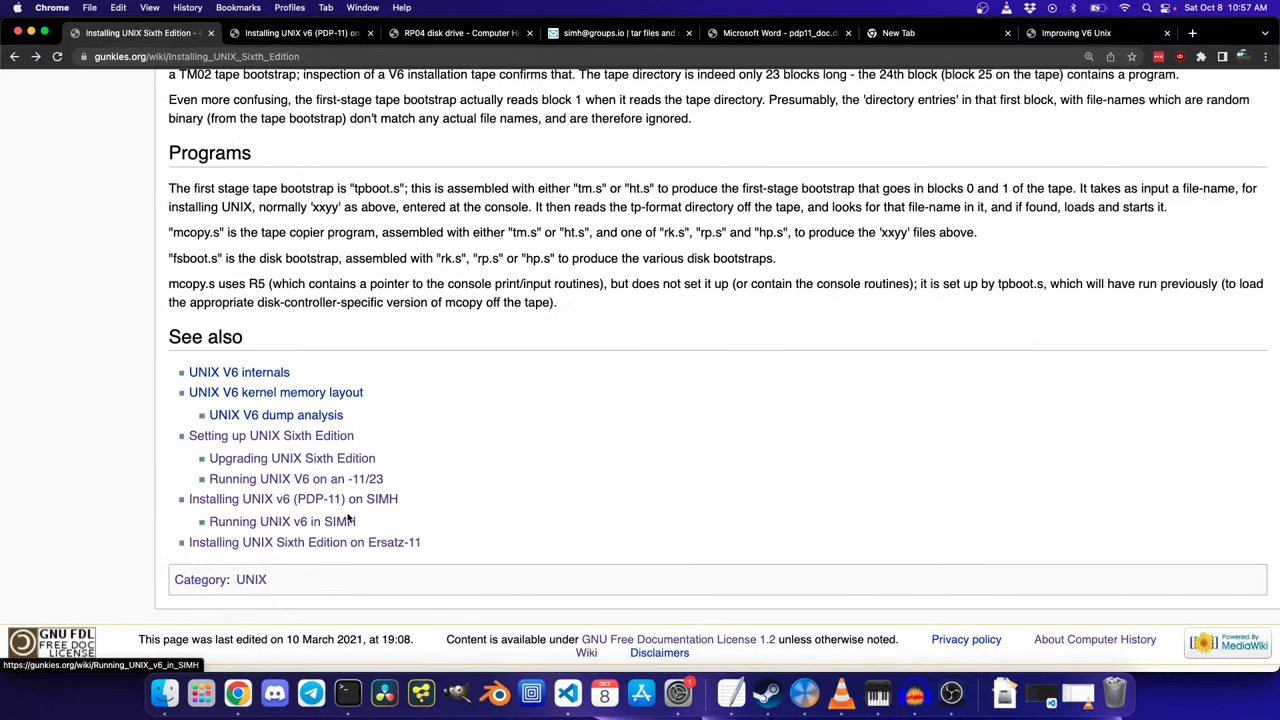 Chrome File Edit View History Bookmarks Profiles Tab Window Help Sat Oct 8 10:57 AM
Installing UNIX Sixth Edition - Installing UNIX v6 (PDP-11) on RP04 disk drive - Computer Hi simh@groups.io | tar files and Microsoft Word - pdp11_doc.d New Tab Improving V6 Unix
gunkies.org/wiki/Installing_UNIX_Sixth_Edition
a TM02 tape bootstrap; inspection of a V6 installation tape confirms that. The tape directory is indeed only 23 blocks long - the 24th block (block 25 on the tape) contains a program.
Even more confusing, the first-stage tape bootstrap actually reads block 1 when it reads the tape directory. Presumably, the 'directory entries' in that first block, with file-names which are random
binary (from the tape bootstrap) don't match any actual file names, and are therefore ignored.
Programs
The first stage tape bootstrap is "tpboot.s"; this is assembled with either "tm.s" or "ht.s" to produce the first-stage bootstrap that goes in blocks 0 and 1 of the tape. It takes as input a file-name, for
installing UNIX, normally 'xxyy' as above, entered at the console. It then reads the tp-format directory off the tape, and looks for that file-name in it, and if found, loads and starts it.
"mcopy.s" is the tape copier program, assembled with either "tm.s" or "ht.s", and one of "rk.s", "rp.s" and "hp.s", to produce the 'xxyy' files above.
"fsboot.s" is the disk bootstrap, assembled with "rk.s", "rp.s" or "hp.s" to produce the various disk bootstraps.
mcopy.s uses R5 (which contains a pointer to the console print/input routines), but does not set it up (or contain the console routines); it is set up by tpboot.s, which will have run previously (to load
the appropriate disk-controller-specific version of mcopy off the tape).
See also
UNIX V6 internals
UNIX V6 kernel memory layout
UNIX V6 dump analysis
Setting up UNIX Sixth Edition
Upgrading UNIX Sixth Edition
Running UNIX V6 on an -11/23
Installing UNIX v6 (PDP-11) on SIMH
Running UNIX v6 in SIMH
Installing UNIX Sixth Edition on Ersatz-11
Category: UNIX
GNU FDL
FREE DOC
LICENSE
This page was last edited on 10 March 2021, at 19:08.
Content is available under GNU Free Documentation License 1.2 unless otherwise noted.
Privacy policy
About Computer History
Wiki
Disclaimers
Powered By
MediaWiki
https://gunkies.org/wiki/Running_UNIX_v6_in_SIMH
OCT
8
1